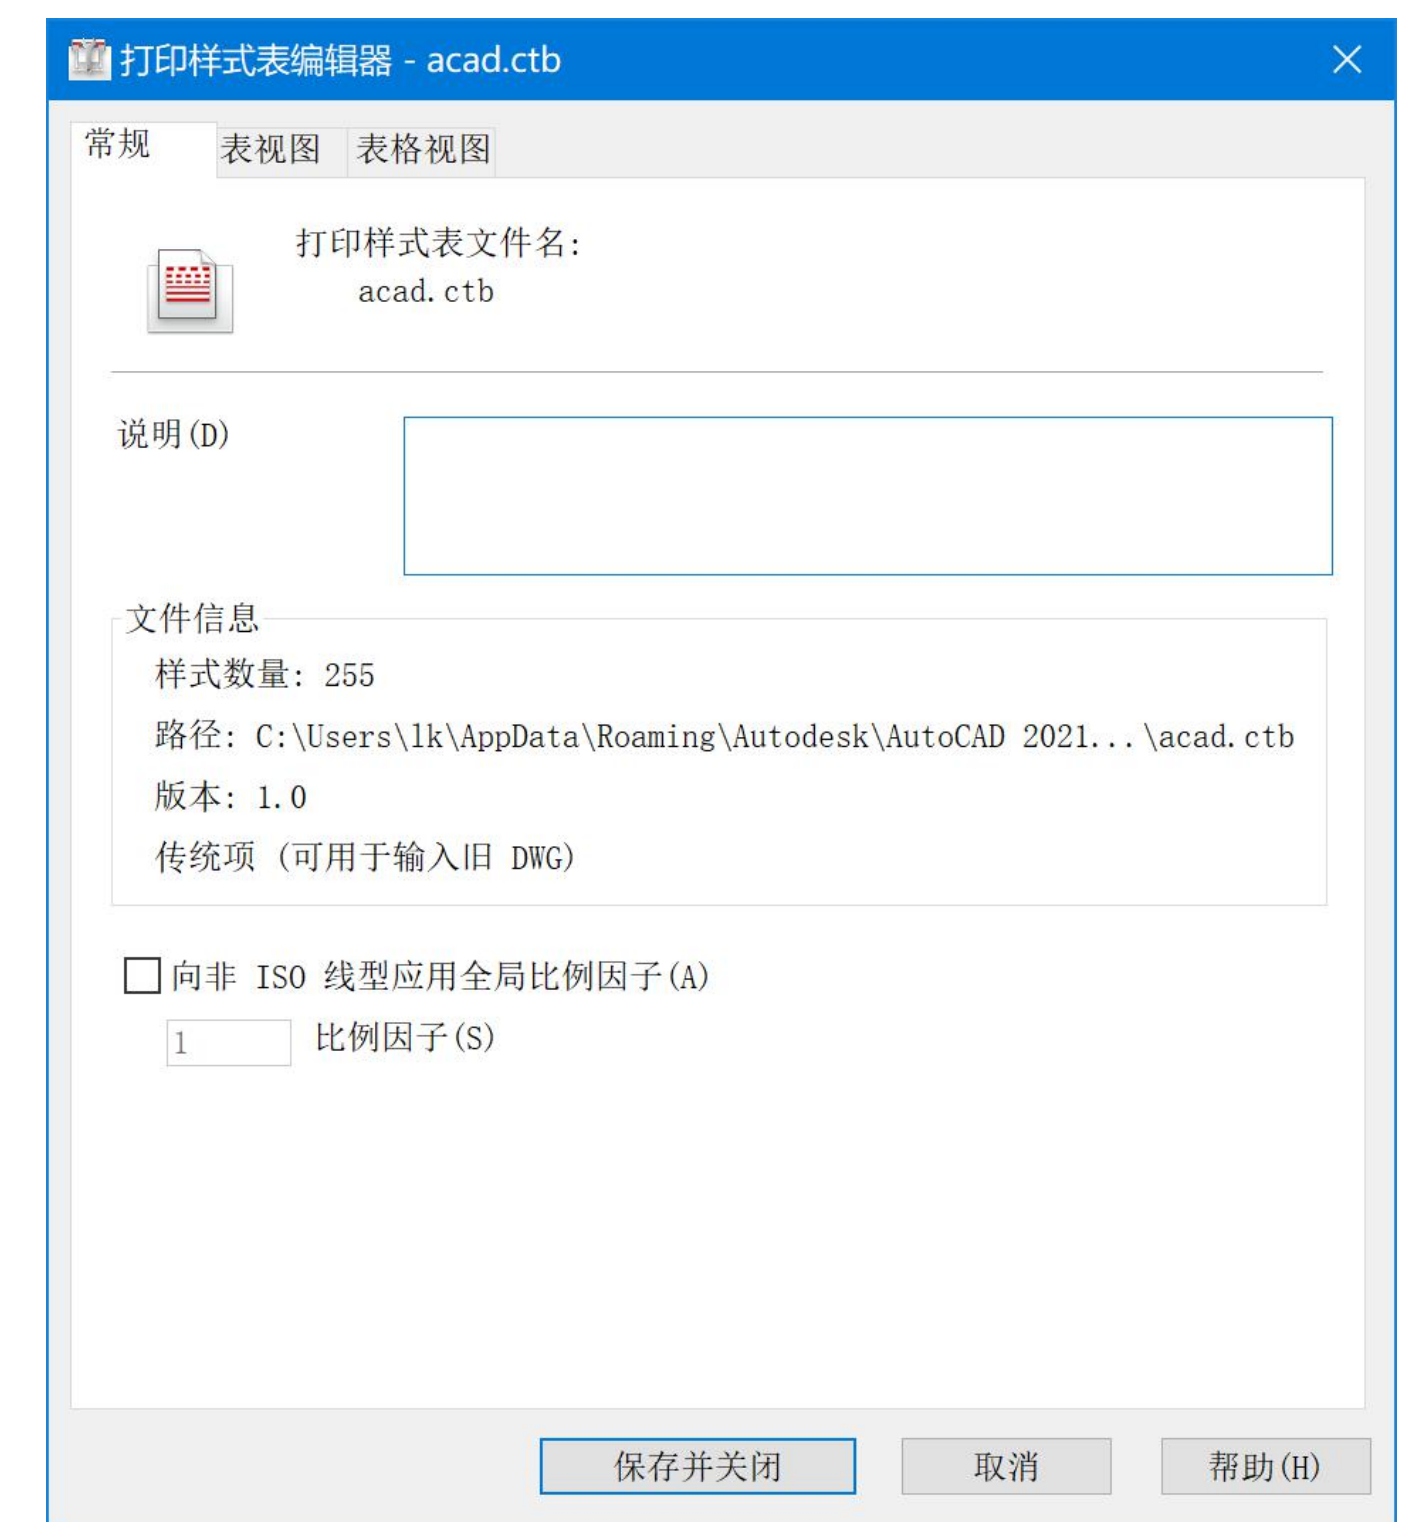 打印样式表编辑器 - acad.ctb
常规 表视图 表格视图
打印样式表文件名:
acad.ctb
说明(D)
文件信息
样式数量: 255
路径: C:\Users\lk\AppData\Roaming\Autodesk\AutoCAD 2021...\acad.ctb
版本: 1.0
传统项 (可用于输入旧 DWG)
向非 ISO 线型应用全局比例因子(A)
1 比例因子(S)
保存并关闭 取消 帮助(H)